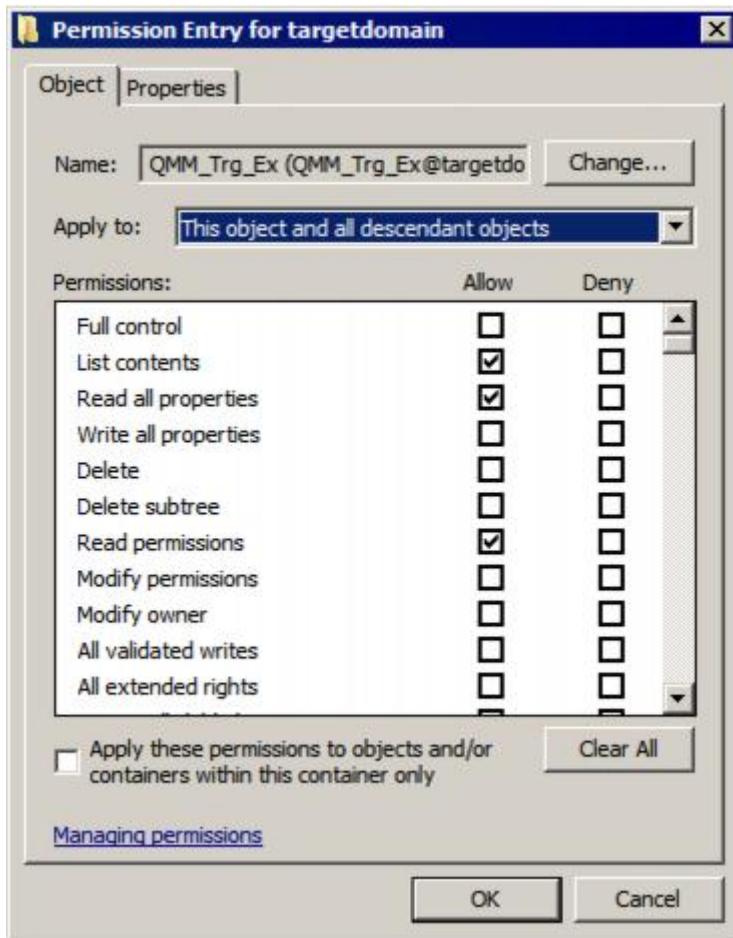 Permission Entry for targetdomain
Object Properties
Name: QMM_Trg_Ex (QMM_Trg_Ex@targetdo Change...
Apply to: This object and all descendant objects
Permissions: Allow Deny
Full control
List contents
Read all properties
Write all properties
Delete
Delete subtree
Read permissions
Modify permissions
Modify owner
All validated writes
All extended rights
Apply these permissions to objects and/or
containers within this container only
Clear All
Managing permissions
OK Cancel